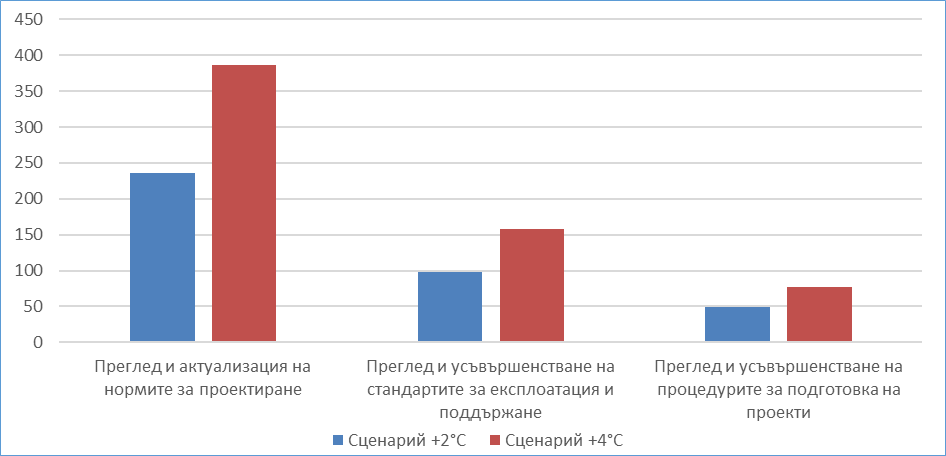 450
400
350
300
250
200
150
100
50
0
Преглед и актуализация на
нормите за проектиране
Преглед и усъвършенстване на
стандартите за експлоатация и
поддържане
Преглед и усъвършенстване на
процедурите за подготовка на
проекти
Сценарий +2°C
Сценарий +4°C